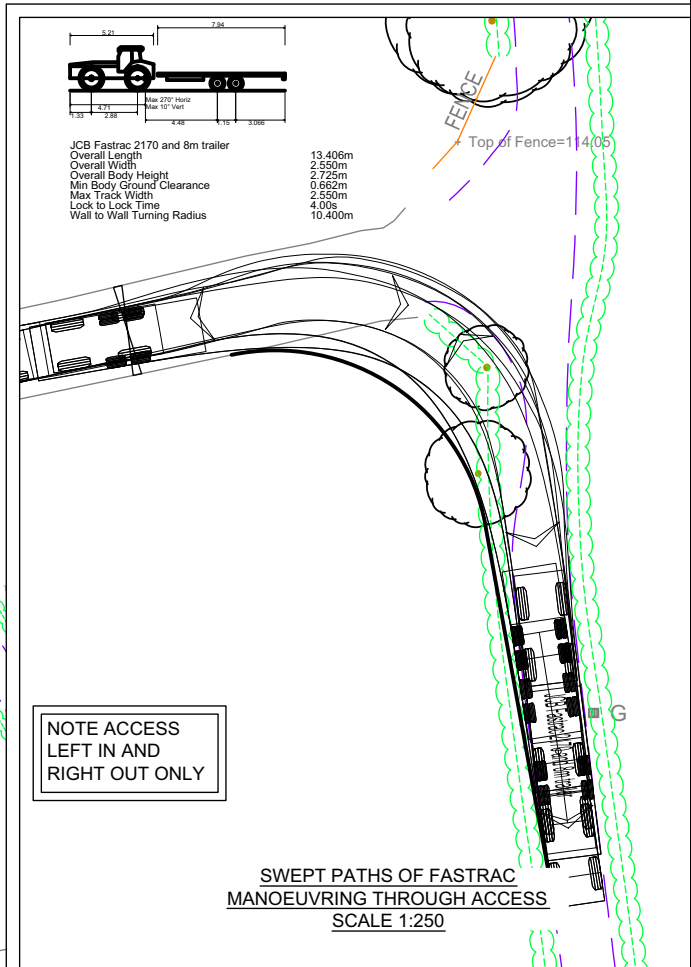 5.21
7.94
Max 270° Horiz
Max 10° Vert
4.71
1.33
2.88
4.48
1.15
3.066
JCB Fastrac 2170 and 8m trailer
Overall Length 13.406m
Overall Width 2.550m
Overall Body Height 2.725m
Min Body Ground Clearance 0.662m
Max Track Width 2.550m
Lock to Lock Time 4.00s
Wall to Wall Turning Radius 10.400m
FENCE
Top of Fence=114.05
G
NOTE ACCESS
LEFT IN AND
RIGHT OUT ONLY
SWEPT PATHS OF FASTRAC
MANOEUVRING THROUGH ACCESS
SCALE 1:250